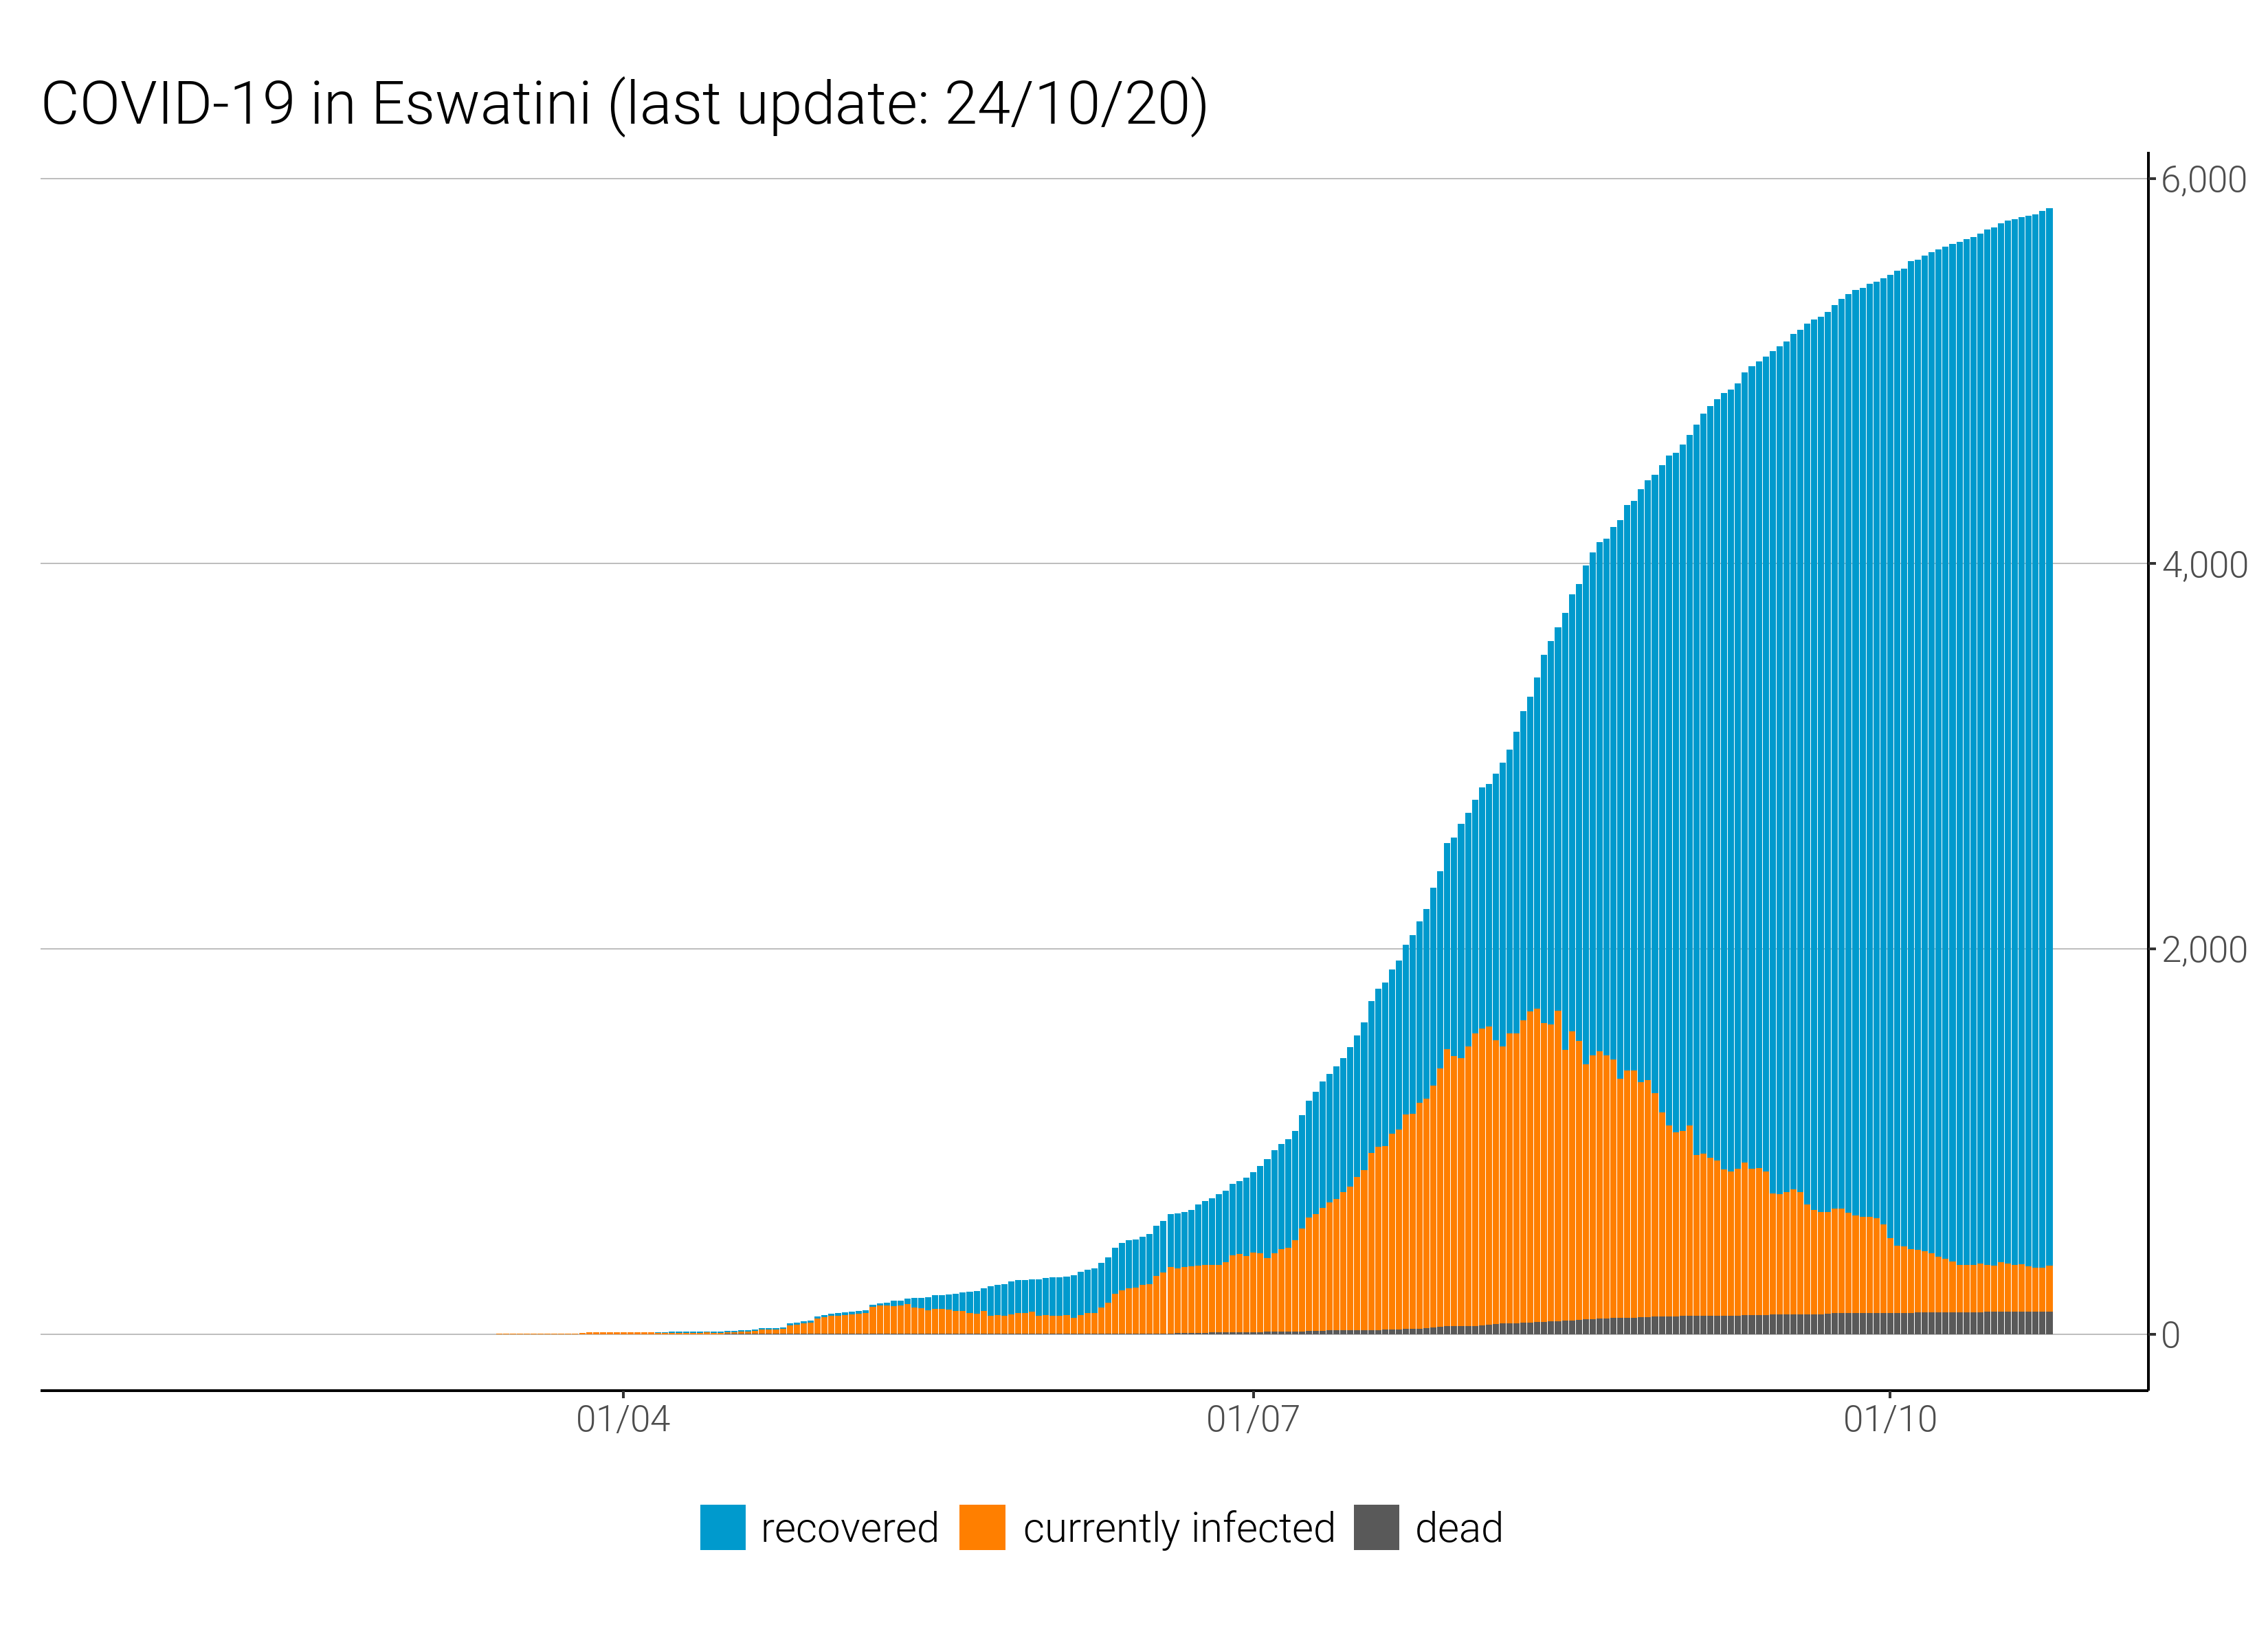 COVID-19 in Eswatini (last update: 24/10/20)
6,000
4,000
2,000
0
01/04 01/07 01/10
recovered currently infected dead